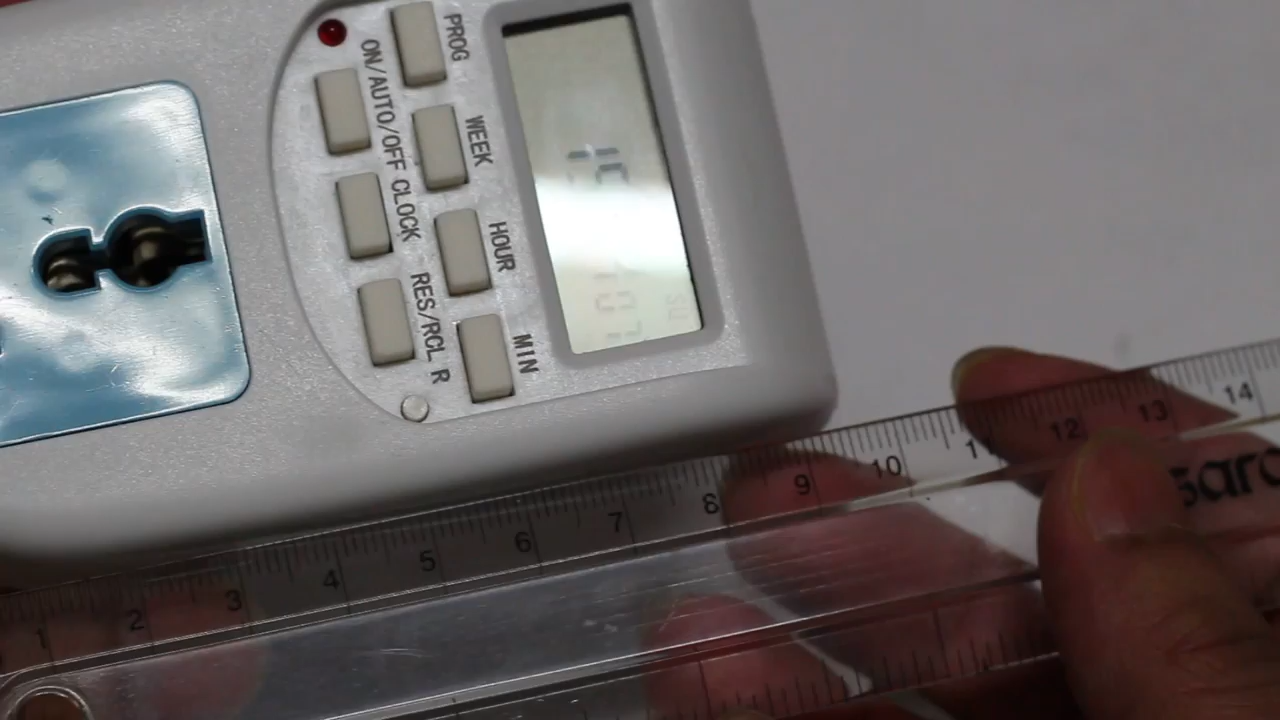 PROG
ON/AUTO/OFF
WEEK
CLOCK
HOUR
RES/RCL
R
MIN
SU
1 2 3 4 5 6 7 8 9 10 11 12 13 14